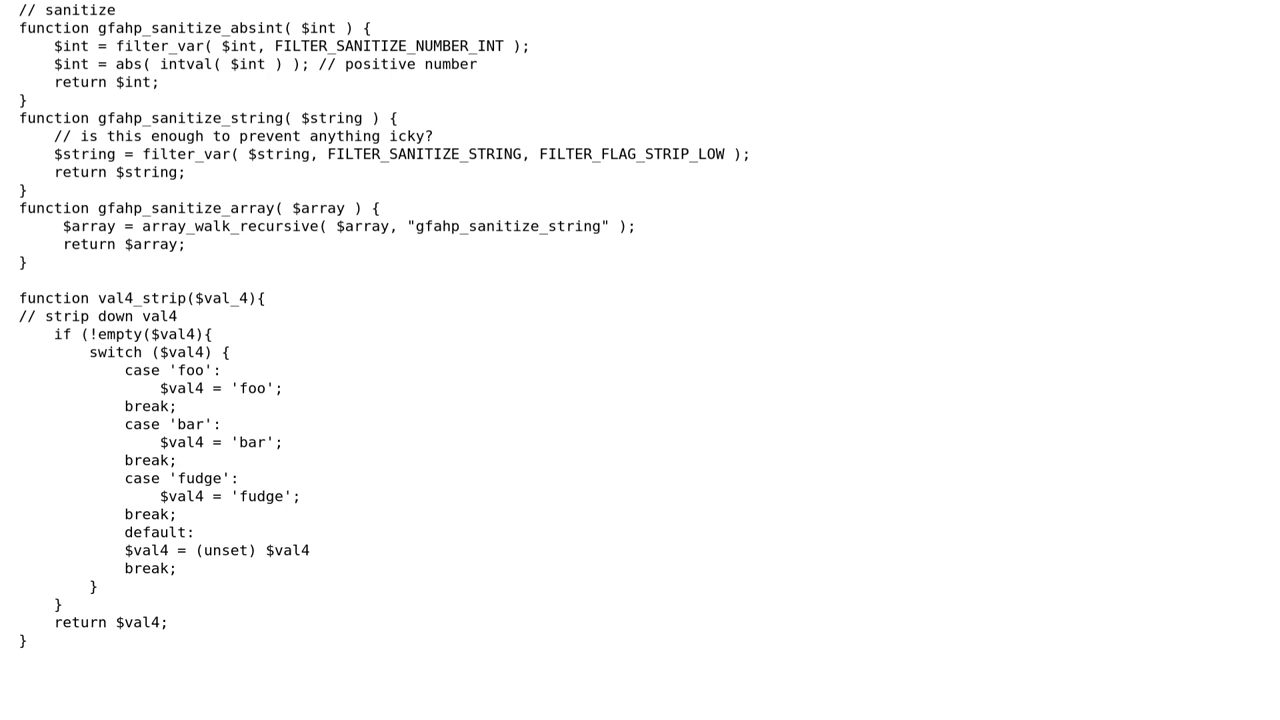 // sanitize
function gfahp_sanitize_absint( $int ) {
    $int = filter_var( $int, FILTER_SANITIZE_NUMBER_INT );
    $int = abs( intval( $int ) ); // positive number
    return $int;
}
function gfahp_sanitize_string( $string ) {
    // is this enough to prevent anything icky?
    $string = filter_var( $string, FILTER_SANITIZE_STRING, FILTER_FLAG_STRIP_LOW );
    return $string;
}
function gfahp_sanitize_array( $array ) {
     $array = array_walk_recursive( $array, "gfahp_sanitize_string" );
     return $array;
}

function val4_strip($val_4){
// strip down val4
    if (!empty($val4){
        switch ($val4) {
            case 'foo':
                $val4 = 'foo';
            break;
            case 'bar':
                $val4 = 'bar';
            break;
            case 'fudge':
                $val4 = 'fudge';
            break;
            default:
            $val4 = (unset) $val4
            break;
        }
    }
    return $val4;
}